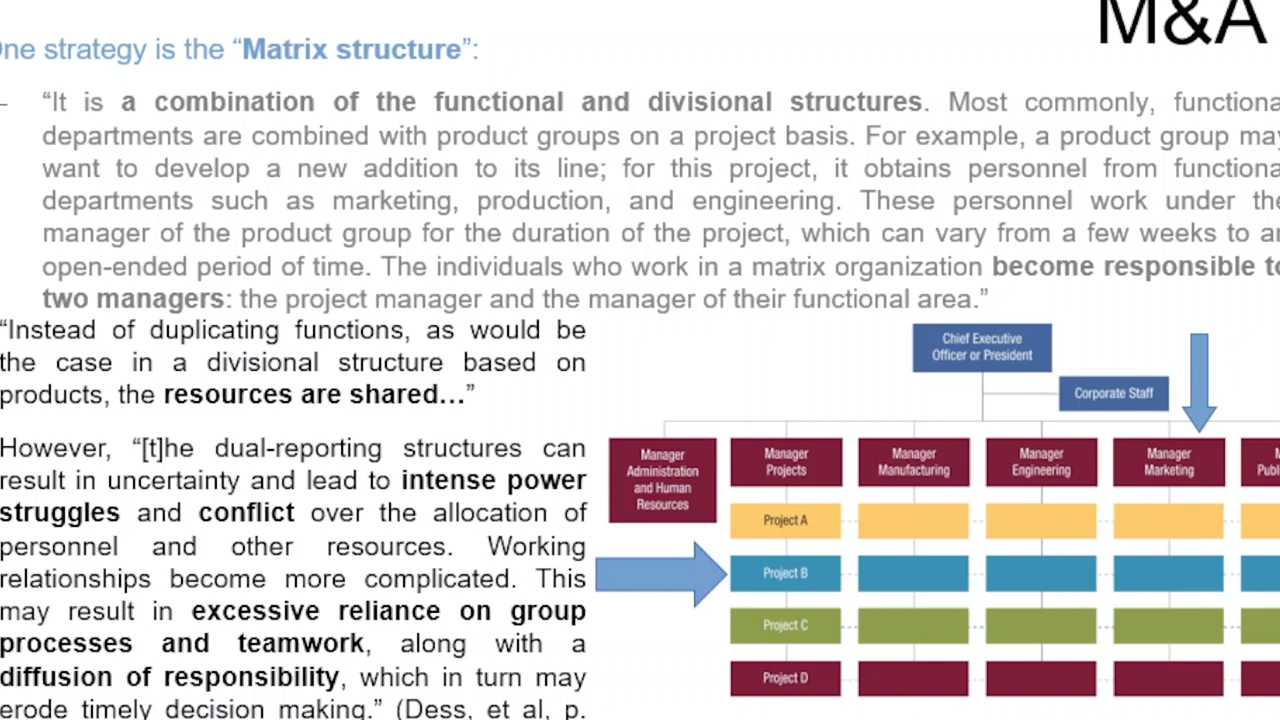 M&A
ne strategy is the “Matrix structure”:
– “It is a combination of the functional and divisional structures. Most commonly, functiona
departments are combined with product groups on a project basis. For example, a product group may
want to develop a new addition to its line; for this project, it obtains personnel from functiona
departments such as marketing, production, and engineering. These personnel work under the
manager of the product group for the duration of the project, which can vary from a few weeks to an
open-ended period of time. The individuals who work in a matrix organization become responsible to
two managers: the project manager and the manager of their functional area.”
“Instead of duplicating functions, as would be
the case in a divisional structure based on
products, the resources are shared…”
However, “[t]he dual-reporting structures can
result in uncertainty and lead to intense power
struggles and conflict over the allocation of
personnel and other resources. Working
relationships become more complicated. This
may result in excessive reliance on group
processes and teamwork, along with a
diffusion of responsibility, which in turn may
erode timely decision making.” (Dess, et al, p.
Chief Executive
Officer or President
Corporate Staff
Manager
Administration
and Human
Resources
Manager
Projects
Manager
Manufacturing
Manager
Engineering
Manager
Marketing
M
Publ
Project A
Project B
Project C
Project D